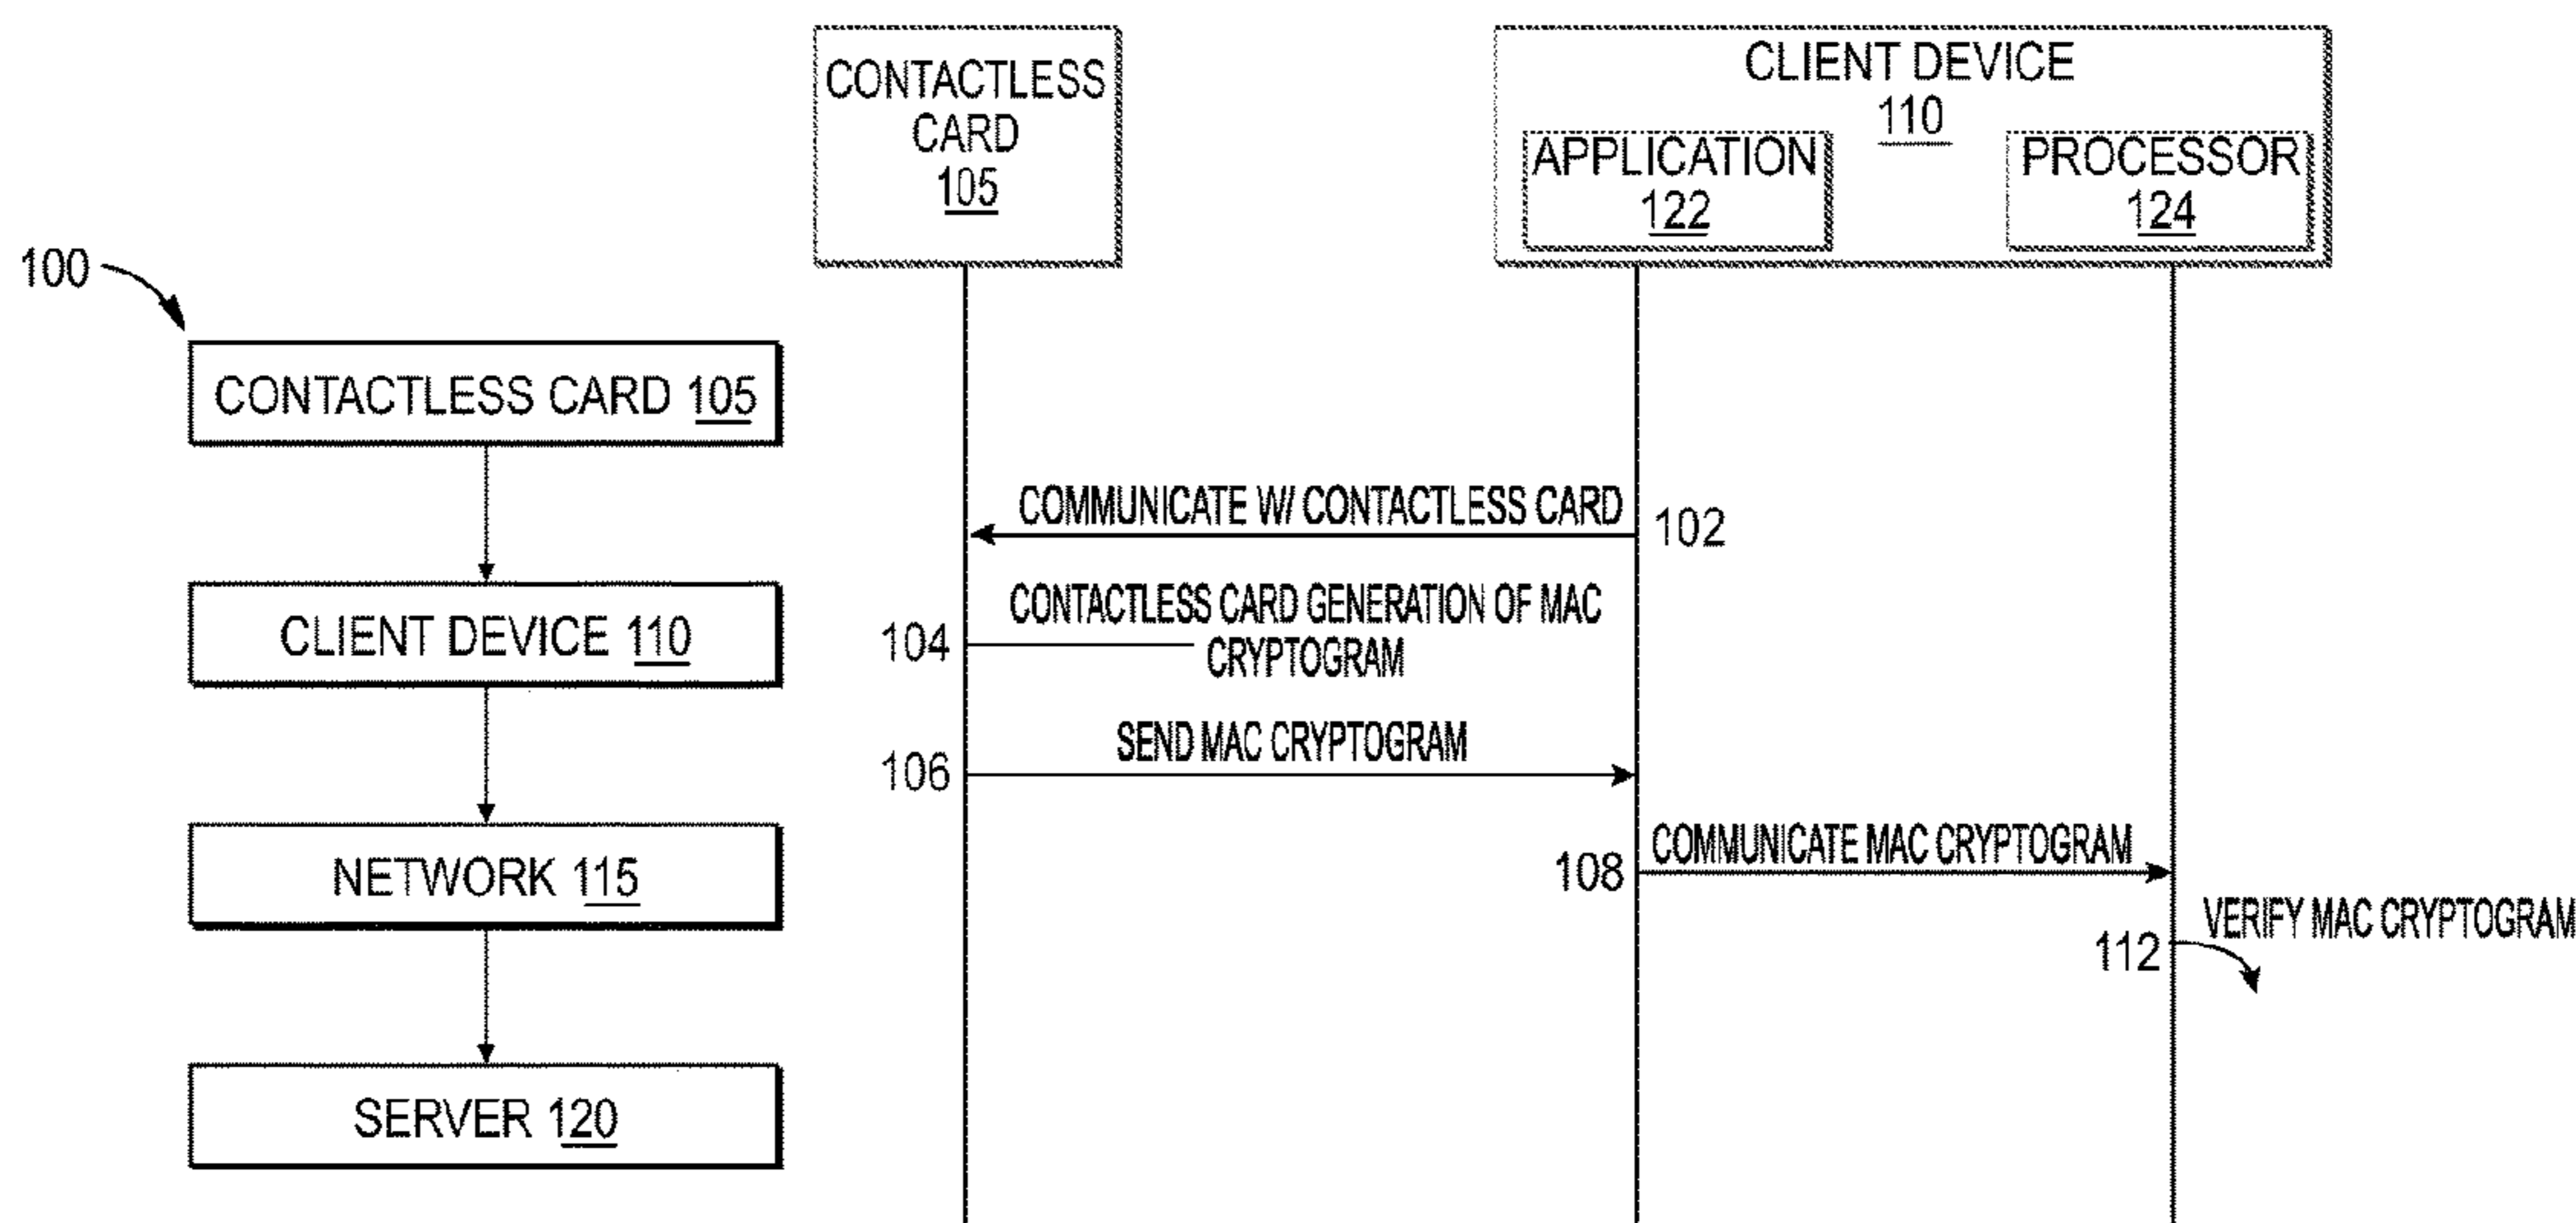 100
CONTACTLESS CARD 105
CLIENT DEVICE 110
NETWORK 115
SERVER 120
CONTACTLESS
CARD
105
CLIENT DEVICE
110
APPLICATION
122
PROCESSOR
124
COMMUNICATE W/ CONTACTLESS CARD
102
CONTACTLESS CARD GENERATION OF MAC
104
CRYPTOGRAM
SEND MAC CRYPTOGRAM
106
COMMUNICATE MAC CRYPTOGRAM
108
VERIFY MAC CRYPTOGRAM
112